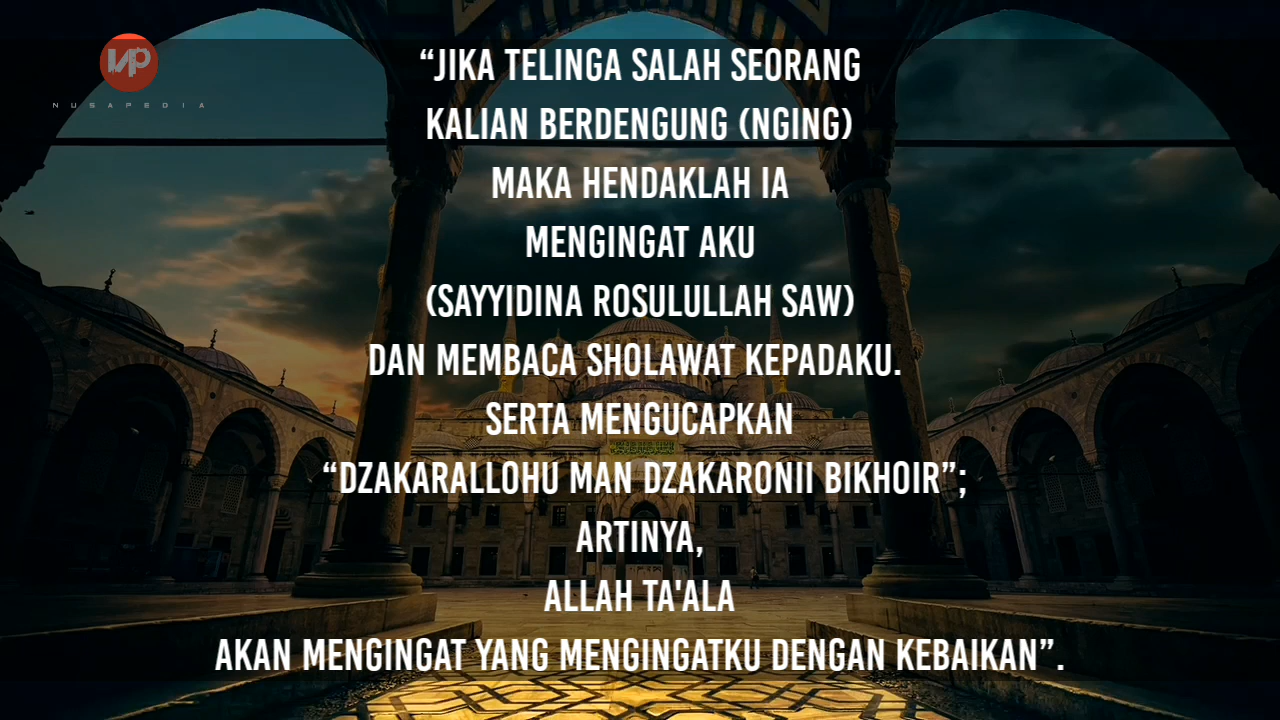 NP
NUSAPEDIA
“JIKA TELINGA SALAH SEORANG
KALIAN BERDENGUNG (NGING)
MAKA HENDAKLAH IA
MENGINGAT AKU
(SAYYIDINA ROSULULLAH SAW)
DAN MEMBACA SHOLAWAT KEPADAKU.
SERTA MENGUCAPKAN
“DZAKARALLOHU MAN DZAKARONII BIKHOIR”;
ARTINYA,
ALLAH TA'ALA
AKAN MENGINGAT YANG MENGINGATKU DENGAN KEBAIKAN”.